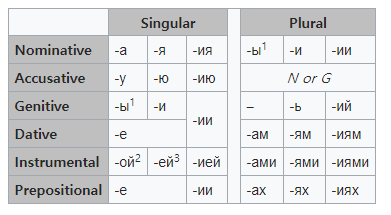 Singular Plural
Nominative -а -я -ия -ы1 -и -ии
Accusative -у -ю -ию N or G
Genitive -ы1 -и -ии – -ь -ий
Dative -е -ам -ям -иям
Instrumental -ой2 -ей3 -ией -ами -ями -иями
Prepositional -е -ии -ах -ях -иях